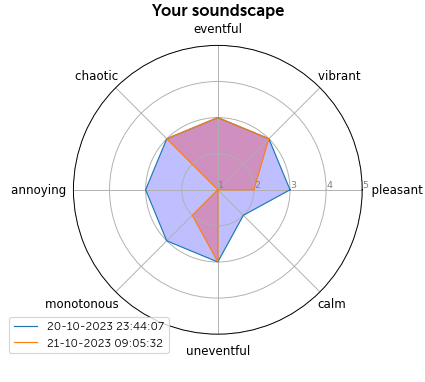 Your soundscape
eventful
chaotic
vibrant
annoying
1 2 3 4 5
pleasant
monotonous
calm
20-10-2023 23:44:07
21-10-2023 09:05:32
uneventful